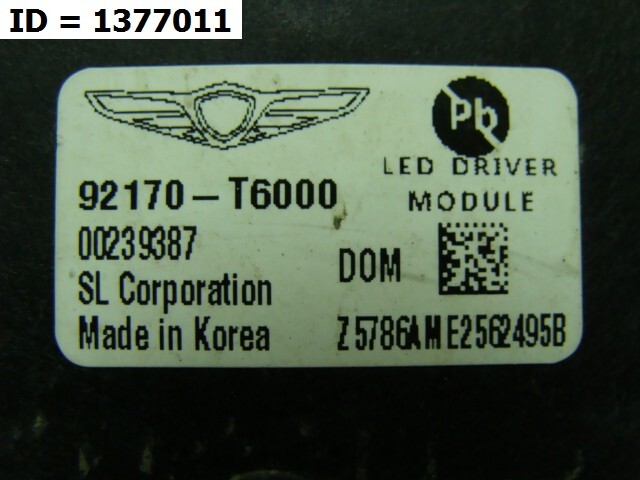 ID = 1377011
Pb
LED DRIVER
MODULE
92170-T6000
00239387
DOM
SL Corporation
Made in Korea
Z5786AME2562495B